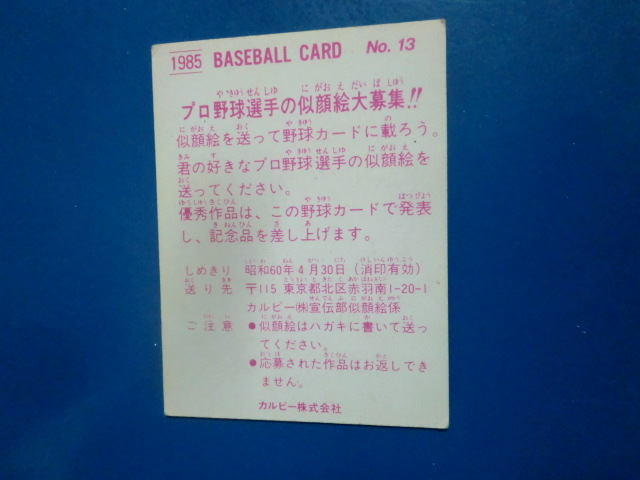 1985 BASEBALL CARD No. 13
プロ野球選手の似顔絵大募集!!
似顔絵を送って野球カードに載ろう。
君の好きなプロ野球選手の似顔絵を
送ってください。
優秀作品は、この野球カードで発表
し、記念品を差し上げます。
しめきり 昭和60年4月30日(消印有効)
送り先 〒115 東京都北区赤羽南1-20-1
カルビー㈱宣伝部似顔絵係
ご注意 ●似顔絵はハガキに書いて送っ
てください。
●応募された作品はお返しでき
ません。
カルビー株式会社